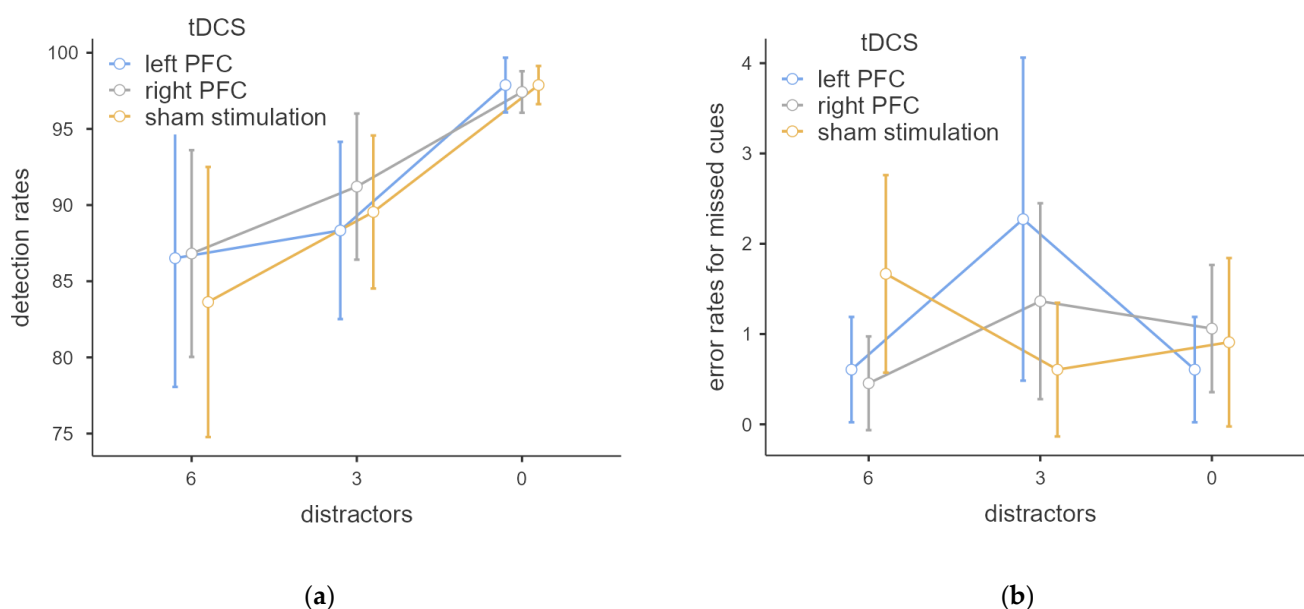 tDCS
left PFC
right PFC
sham stimulation
100
95
90
85
80
75
detection rates
6 3 0
distractors
(a)
tDCS
left PFC
right PFC
sham stimulation
4
3
2
1
0
error rates for missed cues
6 3 0
distractors
(b)